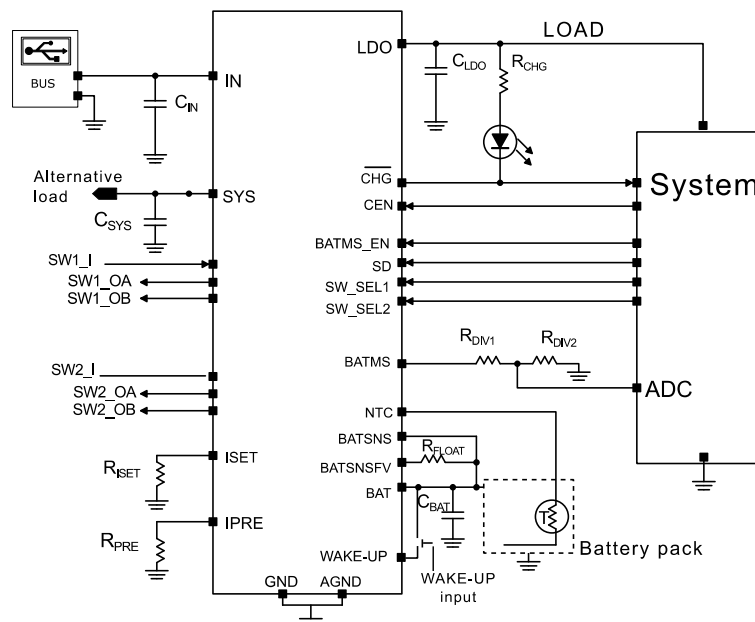 LDO
LOAD
C_LDO
R_CHG
BUS
IN
C_IN
Alternative
load
SYS
C_SYS
CHG
CEN
System
BATMS_EN
SD
SW_SEL1
SW_SEL2
SW1_I
SW1_OA
SW1_OB
SW2_I
SW2_OA
SW2_OB
BATMS
R_DIV1
R_DIV2
ADC
NTC
BATSNS
R_FLOAT
BATSNSFV
BAT
C_BAT
T
Battery pack
ISET
R_ISET
IPRE
R_PRE
WAKE-UP
WAKE-UP
input
GND
AGND